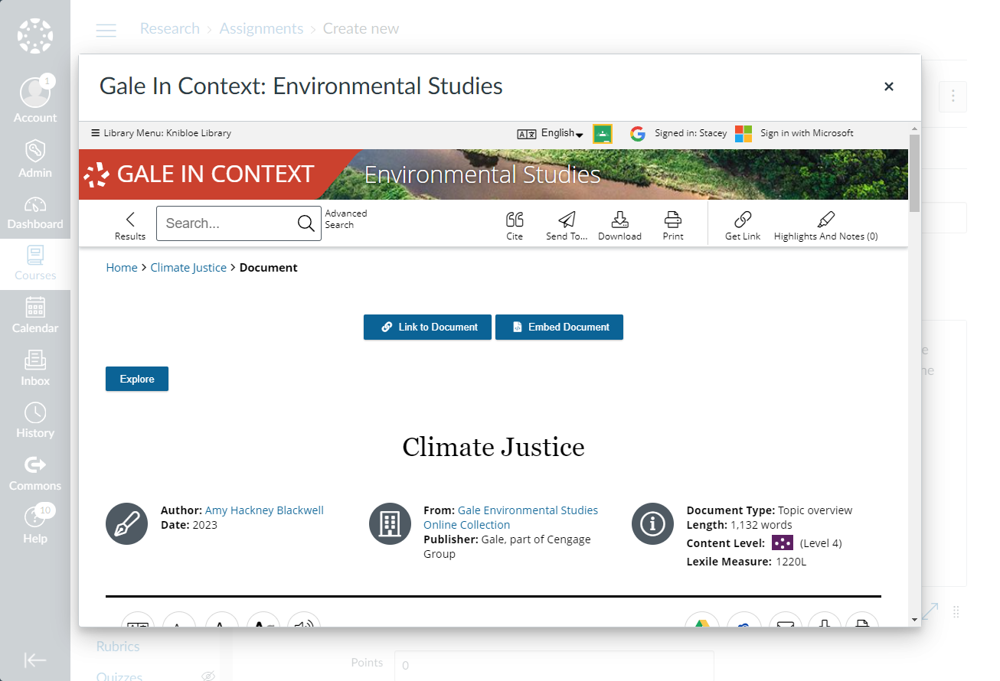 Research › Assignments › Create new
1
Account
Admin
Dashboard
Courses
Calendar
Inbox
History
Commons
10
Help
Gale In Context: Environmental Studies
Library Menu: Knibloe Library
English
Signed in: Stacey
Sign in with Microsoft
GALE IN CONTEXT
Environmental Studies
Results
Search...
Advanced
Search
Cite
Send To...
Download
Print
Get Link
Highlights And Notes (0)
Home > Climate Justice > Document
Link to Document
Embed Document
Explore
Climate Justice
Author: Amy Hackney Blackwell
Date: 2023
From: Gale Environmental Studies
Online Collection
Publisher: Gale, part of Cengage
Group
Document Type: Topic overview
Length: 1,132 words
Content Level: (Level 4)
Lexile Measure: 1220L
Rubrics
Quizzes
Points
0